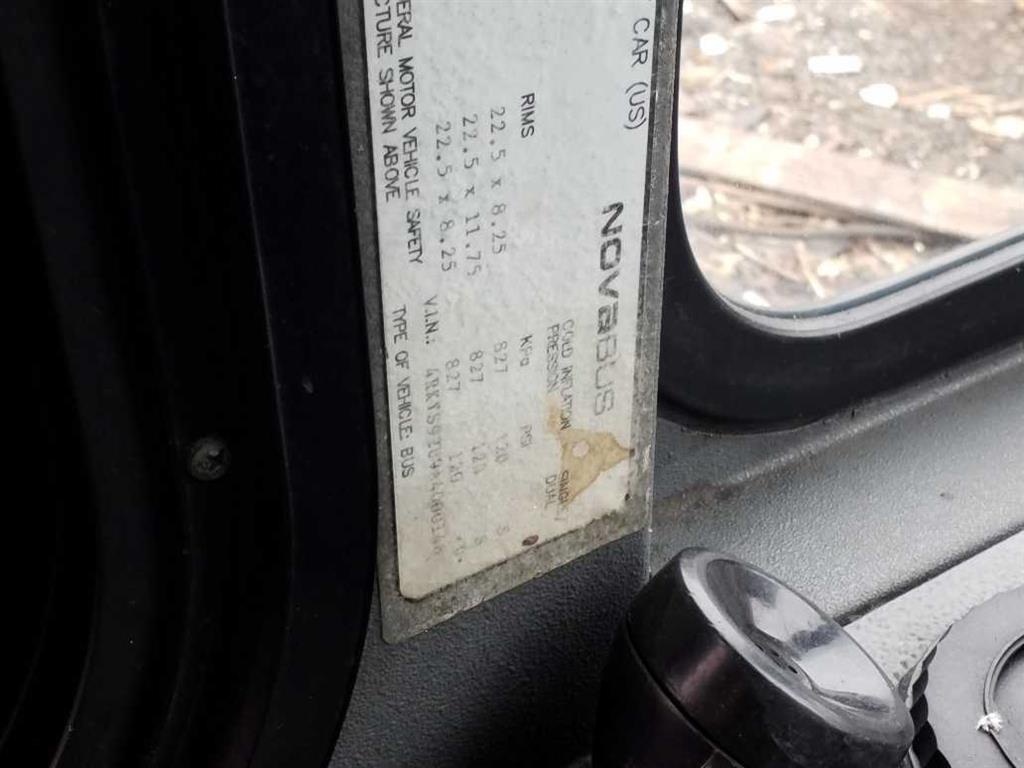 CAR (US)
NOVABUS
COLD INFLATION
PRESSION
SINGLE /
DUAL
RIMS KPa PSI
22.5 x 8.25 827 120 S
22.5 x 11.75 827 120 S
22.5 x 8.25 827 120
ERAL MOTOR VEHICLE SAFETY V.I.N.:
CTURE SHOWN ABOVE TYPE OF VEHICLE: BUS